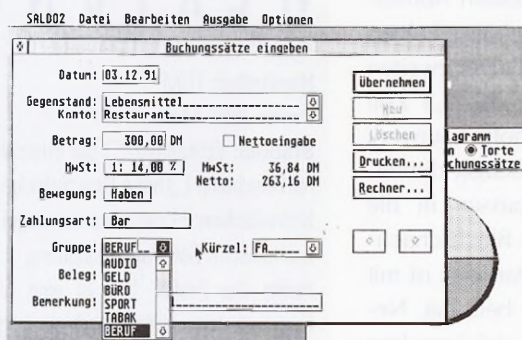 SALDO2 Datei Bearbeiten Ausgabe Optionen
Buchungssätze eingeben
Datum: 03.12.91
Übernehmen
Gegenstand: Lebensmittel
Neu
Konto: Restaurant
Löschen
Betrag: 300,00 DM
Nettoeingabe
agramm
n Torte
Drucken...
chungssätze
MwSt: 1: 14,00 %
MwSt: 36,84 DM
Netto: 263,16 DM
Rechner...
Bewegung: Haben
Zahlungsart: Bar
Gruppe: BERUF
Kürzel: FA
AUDIO
GELD
Beleg:
BÜRO
SPORT
Bemerkung:
TABAK
BERUF